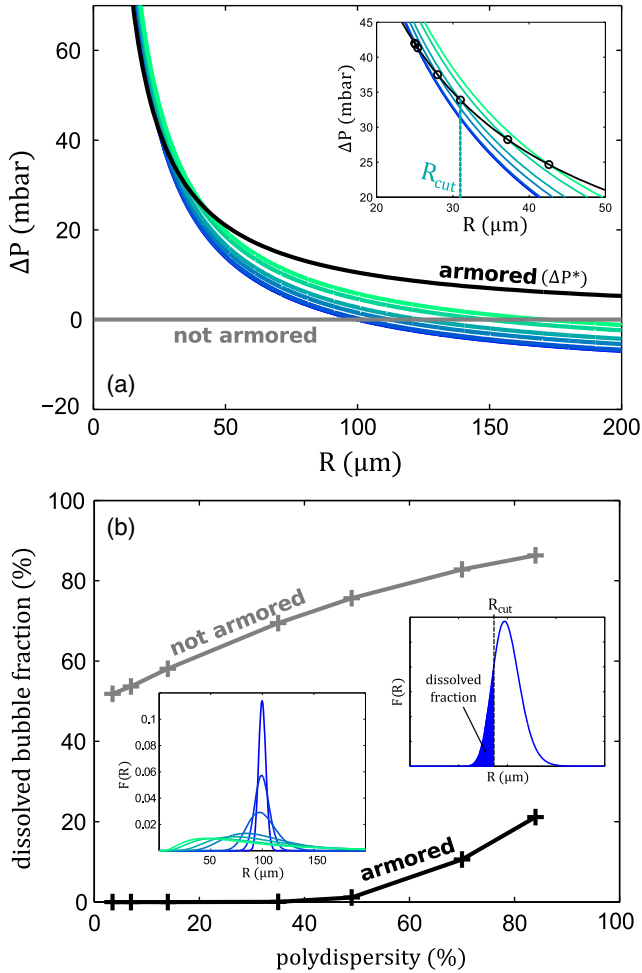 60
40
20
0
−20
ΔP (mbar)
0
50
100
150
200
R (μm)
(a)
armored (ΔP*)
not armored
45
40
35
30
25
20
ΔP (mbar)
20
30
40
50
R (μm)
R_cut
100
80
60
40
20
0
dissolved bubble fraction (%)
0
20
40
60
80
100
polydispersity (%)
(b)
not armored
armored
0.1
0.08
0.06
0.04
0.02
F(R)
50
100
150
R (μm)
R_cut
dissolved
fraction
F(R)
R (μm)